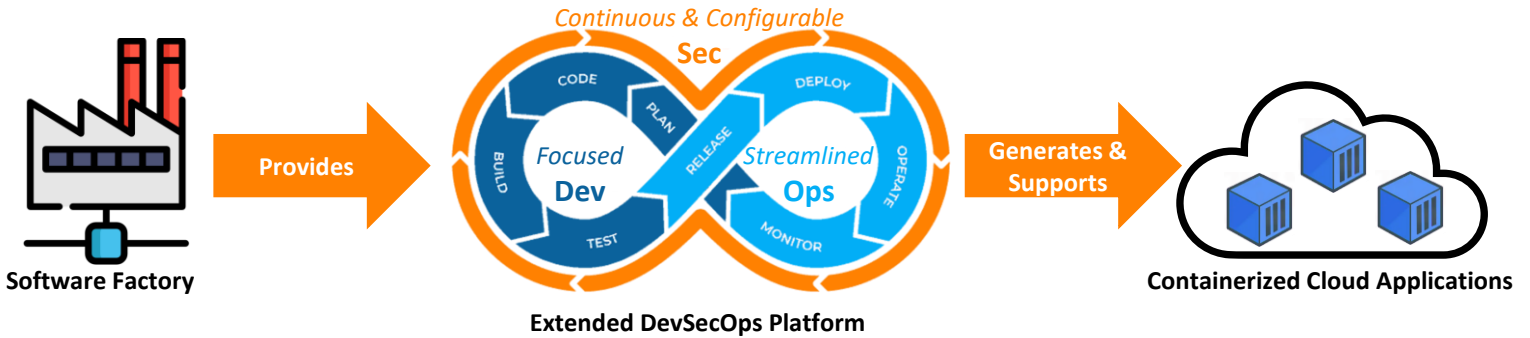 Software Factory
Provides
Continuous & Configurable
Sec
CODE
PLAN
BUILD
TEST
Focused
Dev
RELEASE
DEPLOY
OPERATE
MONITOR
Streamlined
Ops
Extended DevSecOps Platform
Generates &
Supports
Containerized Cloud Applications